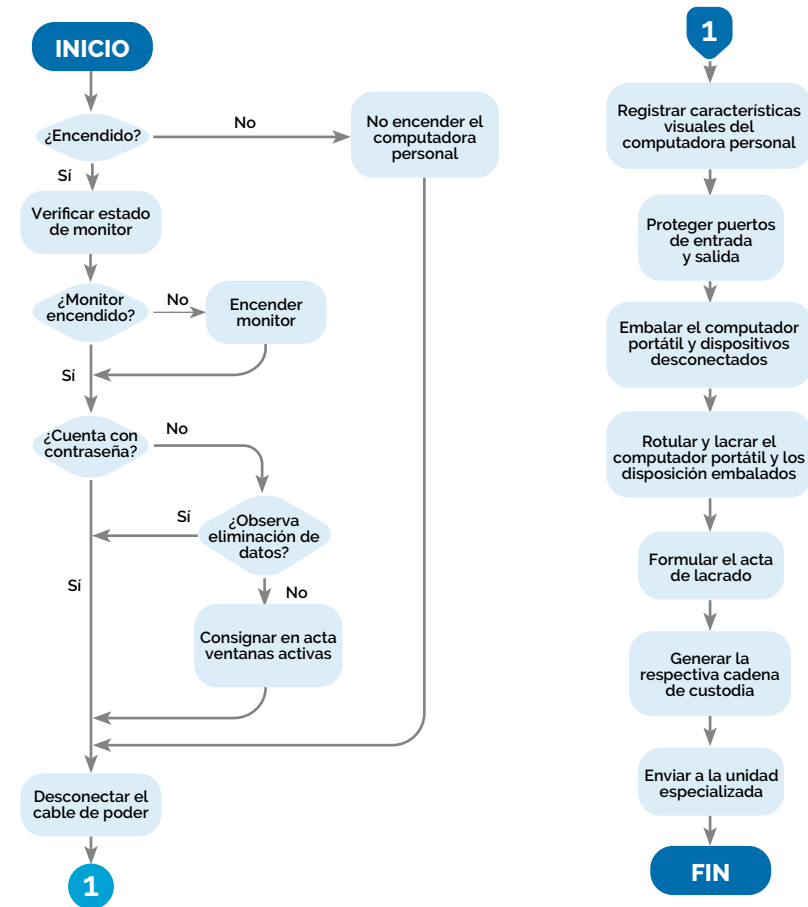 INICIO
¿Encendido?
No
No encender el
computadora
personal
Sí
Verificar estado
de monitor
¿Monitor
encendido?
No
Encender
monitor
Sí
¿Cuenta con
contraseña?
No
Sí
¿Observa
eliminación de
datos?
Sí
No
Consignar en acta
ventanas activas
Desconectar el
cable de poder
1
1
Registrar características
visuales del
computadora personal
Proteger puertos
de entrada
y salida
Embalar el computador
portátil y dispositivos
desconectados
Rotular y lacrar el
computador portátil y los
disposición embalados
Formular el acta
de lacrado
Generar la
respectiva cadena
de custodia
Enviar a la unidad
especializada
FIN